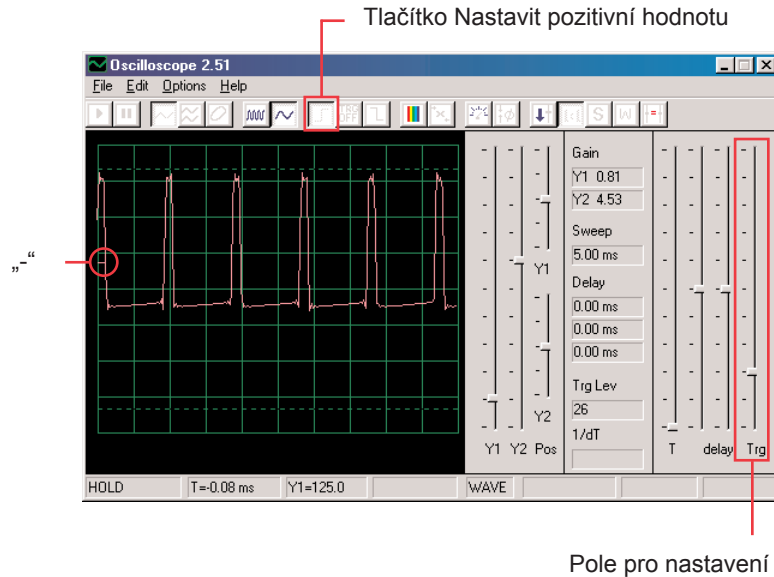 Tlačítko Nastavit pozitivní hodnotu
Oscilloscope 2.51
File Edit Options Help
TRG
OFF
S W
„-“
Gain
Y1 0.81
Y2 4.53
Sweep
5.00 ms
Delay
0.00 ms
0.00 ms
0.00 ms
Trg Lev
26
1/dT
Y1
Y2
Y1 Y2 Pos
T delay Trg
HOLD T=-0.08 ms Y1=125.0 WAVE
Pole pro nastavení